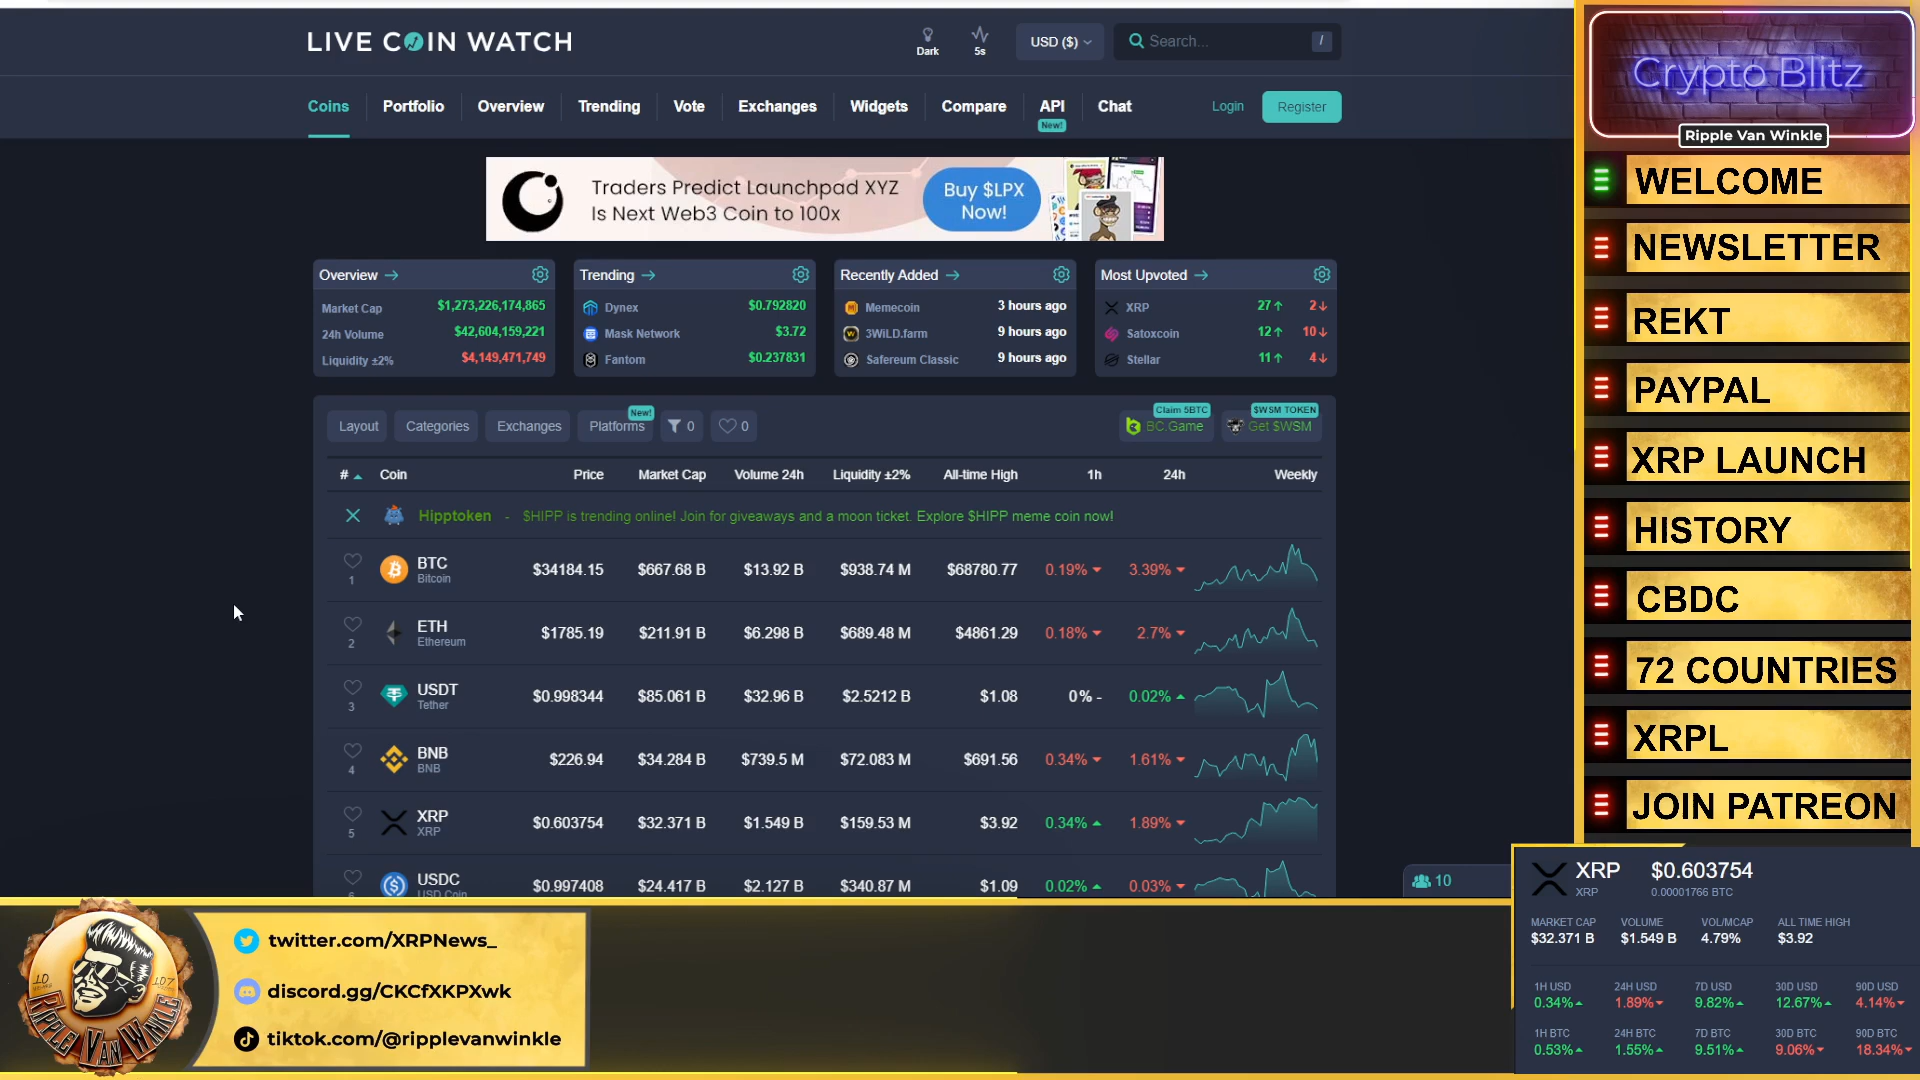 LIVE COIN WATCH
Dark
5s
USD ($)
Search...
/
Coins
Portfolio
Overview
Trending
Vote
Exchanges
Widgets
Compare
API
New!
Chat
Login
Register
Traders Predict Launchpad XYZ
Is Next Web3 Coin to 100x
Buy $LPX
Now!
Overview
Market Cap $1,273,226,174,865
24h Volume $42,604,159,221
Liquidity ±2% $4,149,471,749
Trending
Dynex $0.792820
Mask Network $3.72
Fantom $0.237831
Recently Added
Memecoin 3 hours ago
3WiLD.farm 9 hours ago
Safereum Classic 9 hours ago
Most Upvoted
XRP 27 2
Satoxcoin 12 10
Stellar 11 4
Layout
Categories
Exchanges
New!
Platforms
0
0
Claim 5BTC
BC.Game
$WSM TOKEN
Get $WSM
# Coin Price Market Cap Volume 24h Liquidity ±2% All-time High 1h 24h Weekly
Hipptoken - $HIPP is trending online! Join for giveaways and a moon ticket. Explore $HIPP meme coin now!
1 BTC Bitcoin $34184.15 $667.68 B $13.92 B $938.74 M $68780.77 0.19% 3.39%
2 ETH Ethereum $1785.19 $211.91 B $6.298 B $689.48 M $4861.29 0.18% 2.7%
3 USDT Tether $0.998344 $85.061 B $32.96 B $2.5212 B $1.08 0% - 0.02%
4 BNB BNB $226.94 $34.284 B $739.5 M $72.083 M $691.56 0.34% 1.61%
5 XRP XRP $0.603754 $32.371 B $1.549 B $159.53 M $3.92 0.34% 1.89%
6 USDC USD Coin $0.997408 $24.417 B $2.127 B $340.87 M $1.09 0.02% 0.03%
10
Crypto Blitz
Ripple Van Winkle
WELCOME
NEWSLETTER
REKT
PAYPAL
XRP LAUNCH
HISTORY
CBDC
72 COUNTRIES
XRPL
JOIN PATREON
XRP $0.603754
XRP 0.00001766 BTC
MARKET CAP VOLUME VOL/MCAP ALL TIME HIGH
$32.371 B $1.549 B 4.79% $3.92
1H USD 24H USD 7D USD 30D USD 90D USD
0.34% 1.89% 9.82% 12.67% 4.14%
1H BTC 24H BTC 7D BTC 30D BTC 90D BTC
0.53% 1.55% 9.51% 9.06% 18.34%
10
107
RIPPLE VAN WINKLE
twitter.com/XRPNews_
discord.gg/CKCfXKPXwk
tiktok.com/@ripplevanwinkle